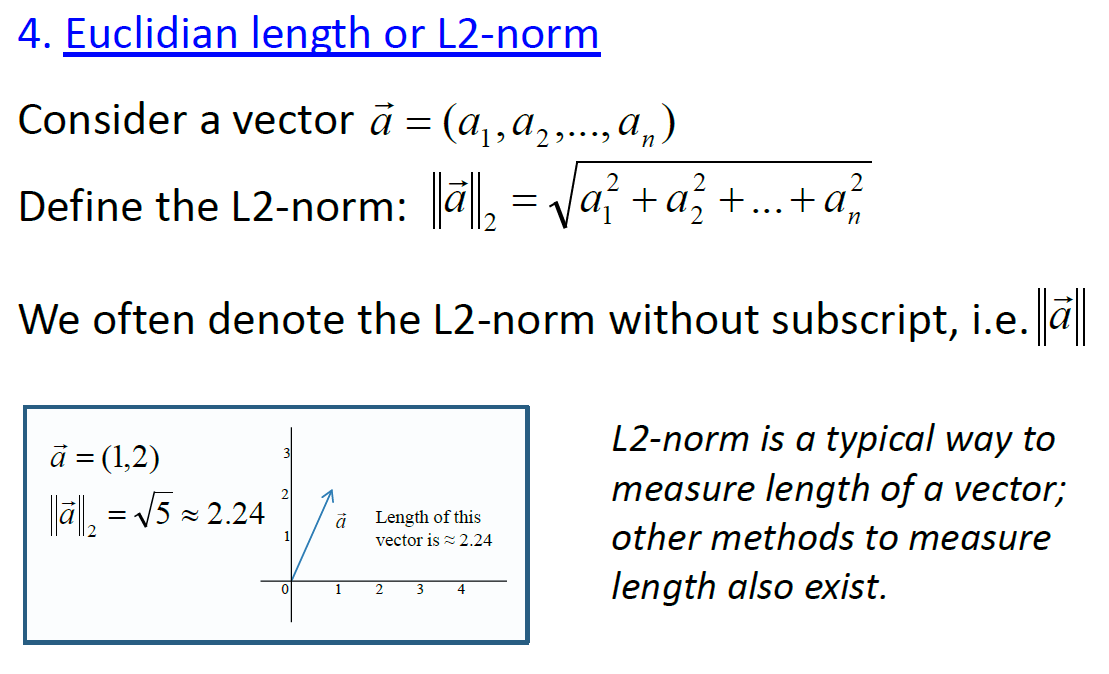 4. Euclidian length or L2-norm
Consider a vector a⃗ = (a₁, a₂,..., aₙ)
Define the L2-norm: ‖a⃗‖₂ = √(a₁² + a₂² + ... + aₙ²)
We often denote the L2-norm without subscript, i.e. ‖a⃗‖
a⃗ = (1,2)
‖a⃗‖₂ = √5 ≈ 2.24
3
2
1
0 1 2 3 4
a⃗
Length of this
vector is ≈ 2.24
L2-norm is a typical way to
measure length of a vector;
other methods to measure
length also exist.